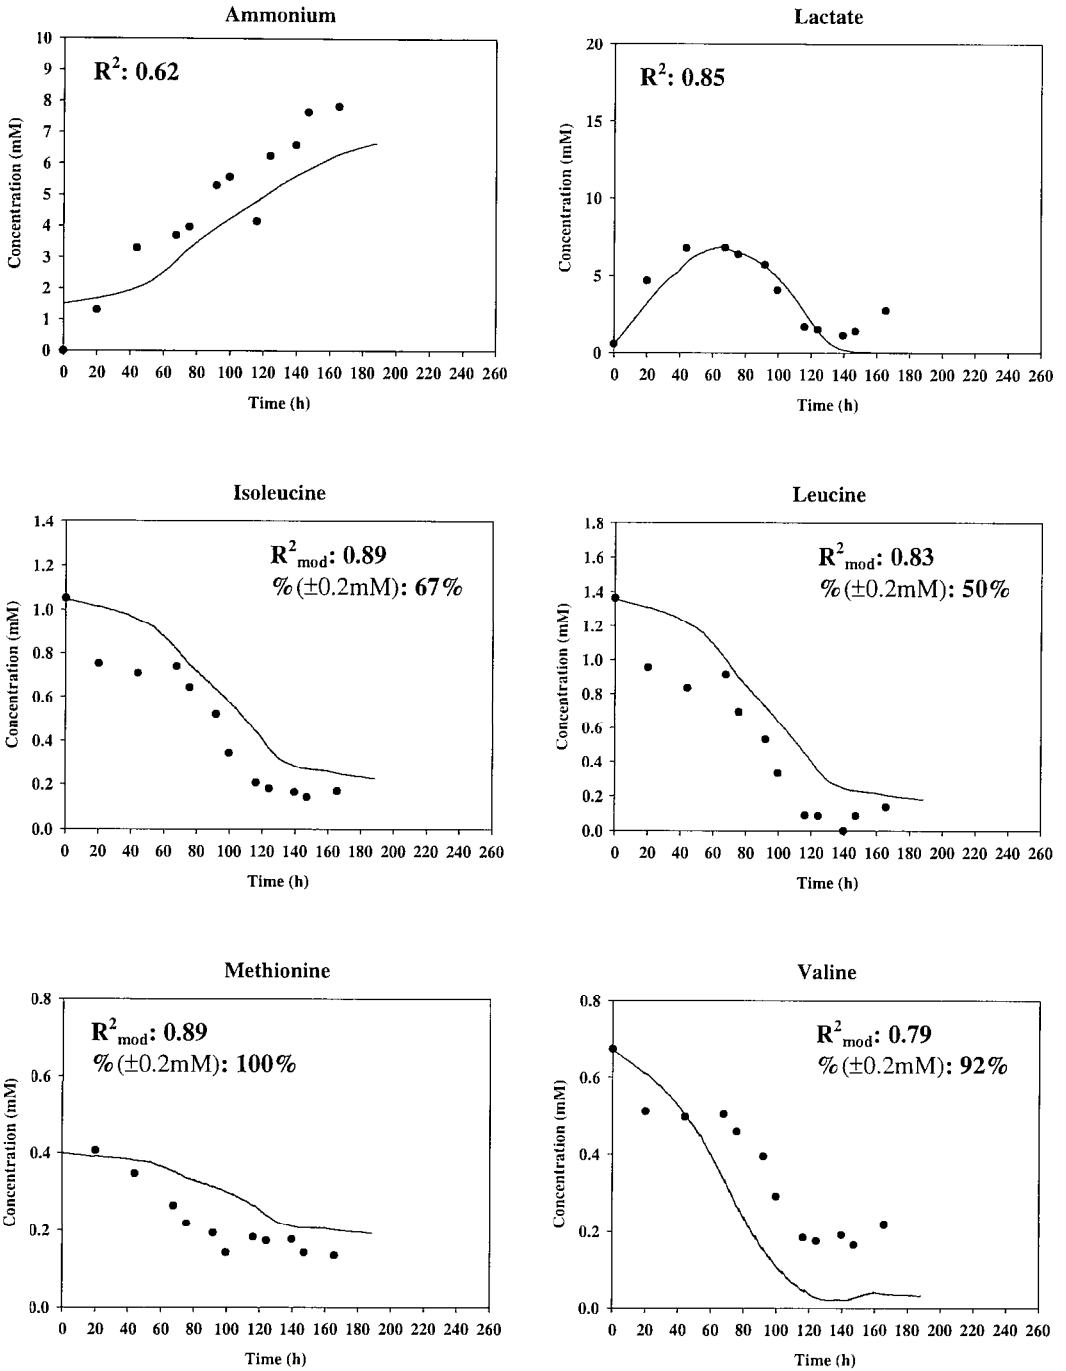 Ammonium
R²: 0.62
10
9
8
7
6
5
4
3
2
1
0
Concentration (mM)
0 20 40 60 80 100 120 140 160 180 200 220 240 260
Time (h)
Lactate
R²: 0.85
20
15
10
5
0
Concentration (mM)
0 20 40 60 80 100 120 140 160 180 200 220 240 260
Time (h)
Isoleucine
R²mod: 0.89
%(±0.2mM): 67%
1.4
1.2
1.0
0.8
0.6
0.4
0.2
0.0
Concentration (mM)
0 20 40 60 80 100 120 140 160 180 200 220 240 260
Time (h)
Leucine
R²mod: 0.83
%(±0.2mM): 50%
1.8
1.6
1.4
1.2
1.0
0.8
0.6
0.4
0.2
0.0
Concentration (mM)
0 20 40 60 80 100 120 140 160 180 200 220 240 260
Time (h)
Methionine
R²mod: 0.89
%(±0.2mM): 100%
0.8
0.6
0.4
0.2
0.0
Concentration (mM)
0 20 40 60 80 100 120 140 160 180 200 220 240 260
Time (h)
Valine
R²mod: 0.79
%(±0.2mM): 92%
0.8
0.6
0.4
0.2
0.0
Concentration (mM)
0 20 40 60 80 100 120 140 160 180 200 220 240 260
Time (h)